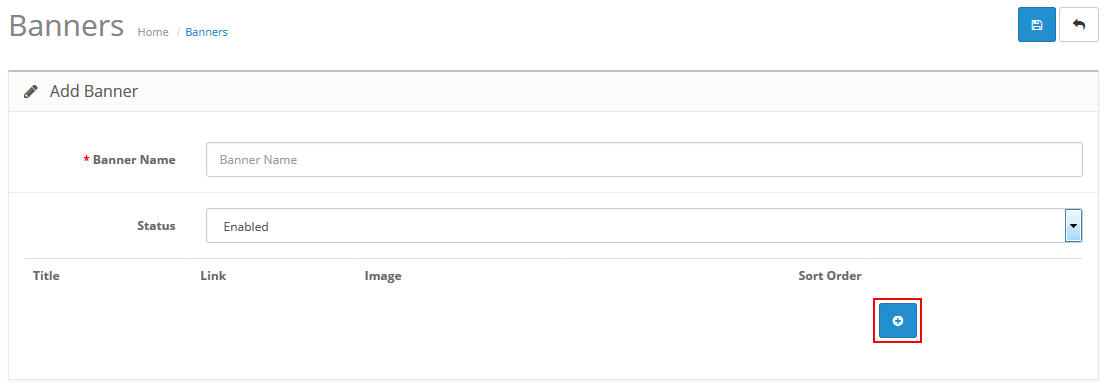 Banners Home / Banners
Add Banner
* Banner Name Banner Name
Status Enabled
Title Link Image Sort Order